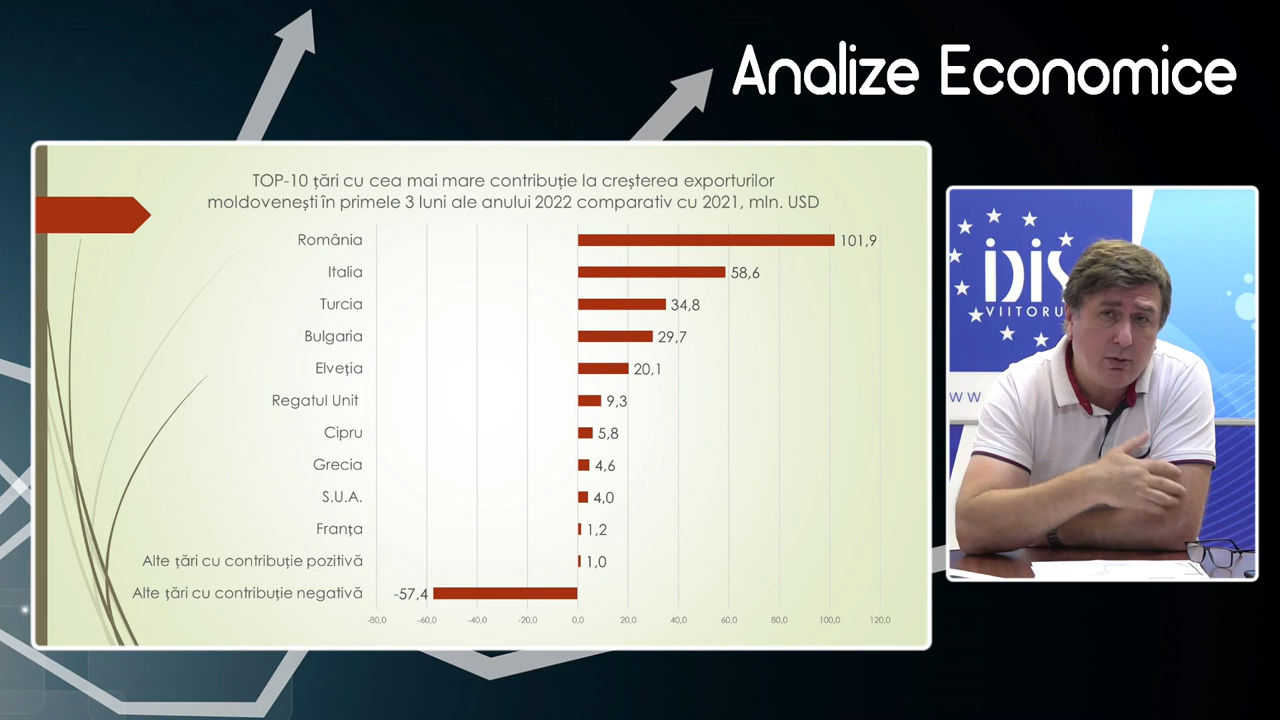 Analize Economice
TOP-10 țări cu cea mai mare contribuție la creșterea exporturilor
moldovenești în primele 3 luni ale anului 2022 comparativ cu 2021, mln. USD
România 101,9
Italia 58,6
Turcia 34,8
Bulgaria 29,7
Elveția 20,1
Regatul Unit 9,3
Cipru 5,8
Grecia 4,6
S.U.A. 4,0
Franța 1,2
Alte țări cu contribuție pozitivă 1,0
Alte țări cu contribuție negativă -57,4
-80,0 -60,0 -40,0 -20,0 0,0 20,0 40,0 60,0 80,0 100,0 120,0
IDIS
VIITORU
WW